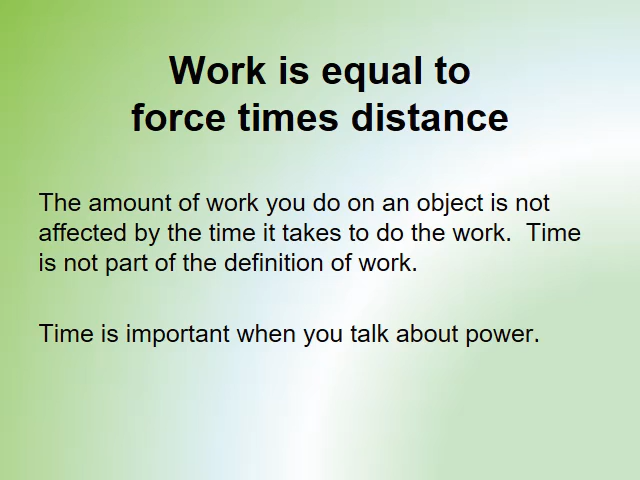 Work is equal to
force times distance
The amount of work you do on an object is not
affected by the time it takes to do the work.  Time
is not part of the definition of work.
Time is important when you talk about power.